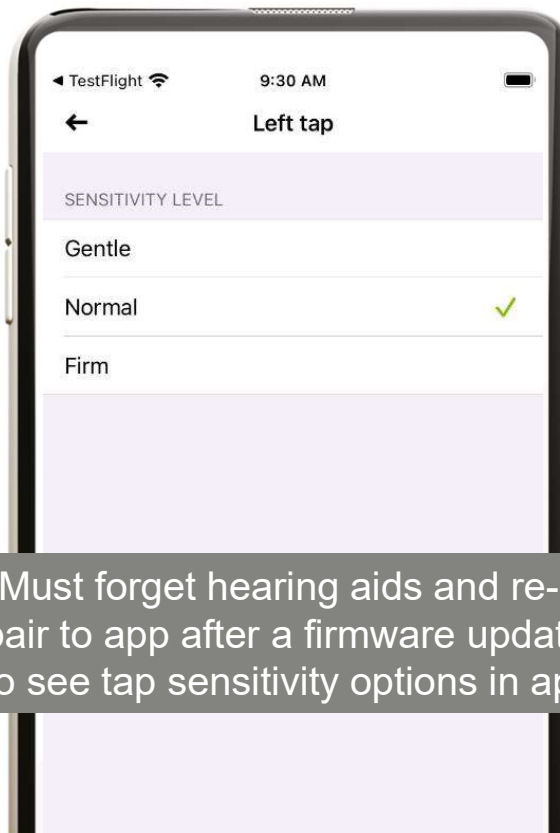 ◀ TestFlight 9:30 AM
← Left tap
SENSITIVITY LEVEL
Gentle
Normal ✓
Firm
Must forget hearing aids and re-
pair to app after a firmware updat
o see tap sensitivity options in ap